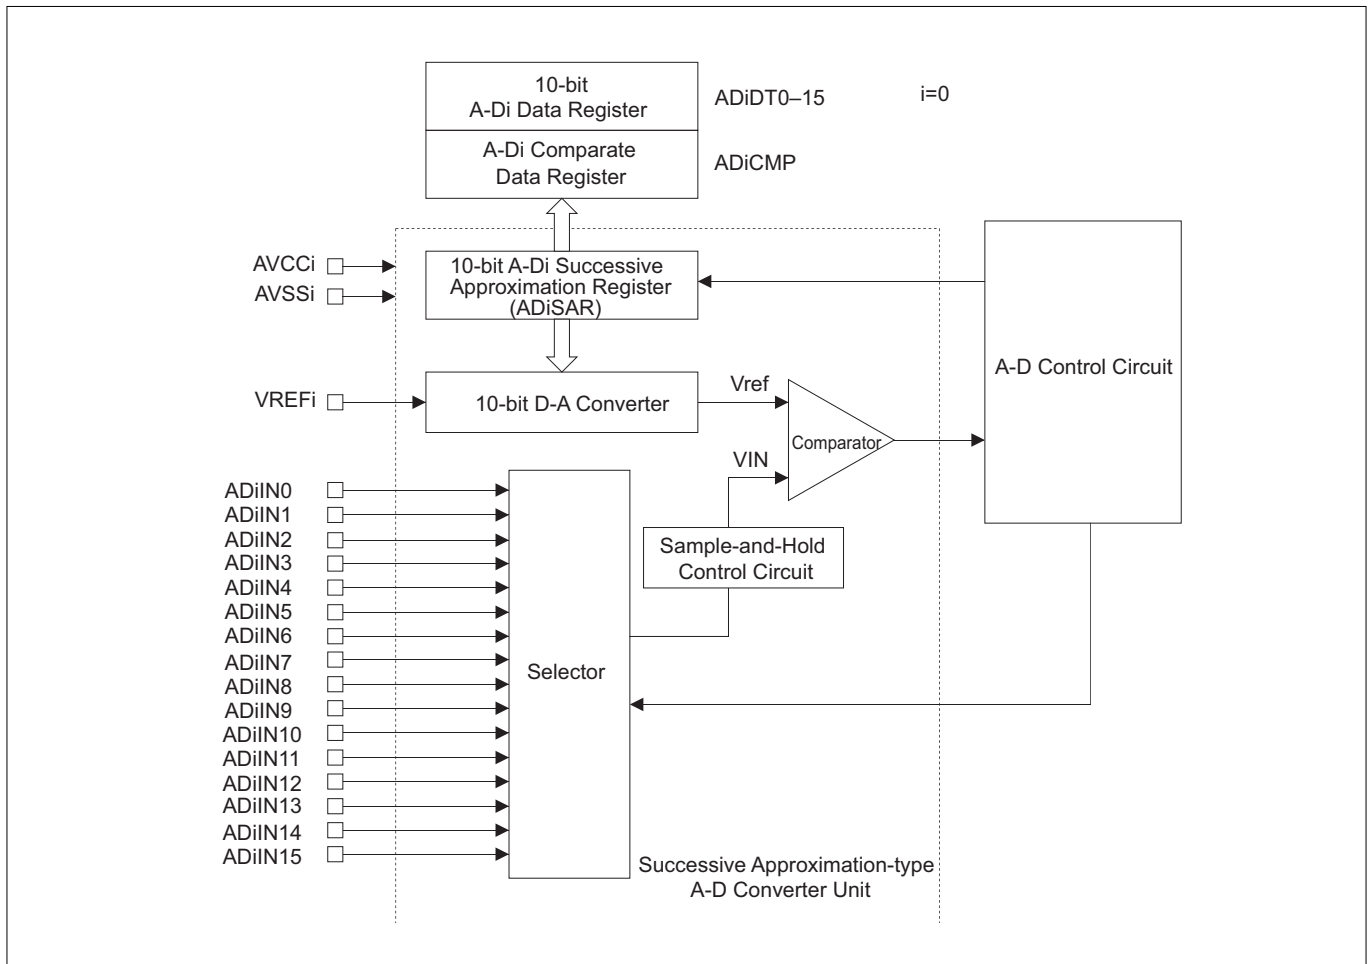 10-bit
A-Di Data Register
ADiDT0–15
i=0
A-Di Comparate
Data Register
ADiCMP
AVCCi
AVSSi
10-bit A-Di Successive
Approximation Register
(ADiSAR)
A-D Control Circuit
VREFi
10-bit D-A Converter
Vref
Comparator
VIN
Sample-and-Hold
Control Circuit
ADiIN0
ADiIN1
ADiIN2
ADiIN3
ADiIN4
ADiIN5
ADiIN6
ADiIN7
ADiIN8
ADiIN9
ADiIN10
ADiIN11
ADiIN12
ADiIN13
ADiIN14
ADiIN15
Selector
Successive Approximation-type
A-D Converter Unit